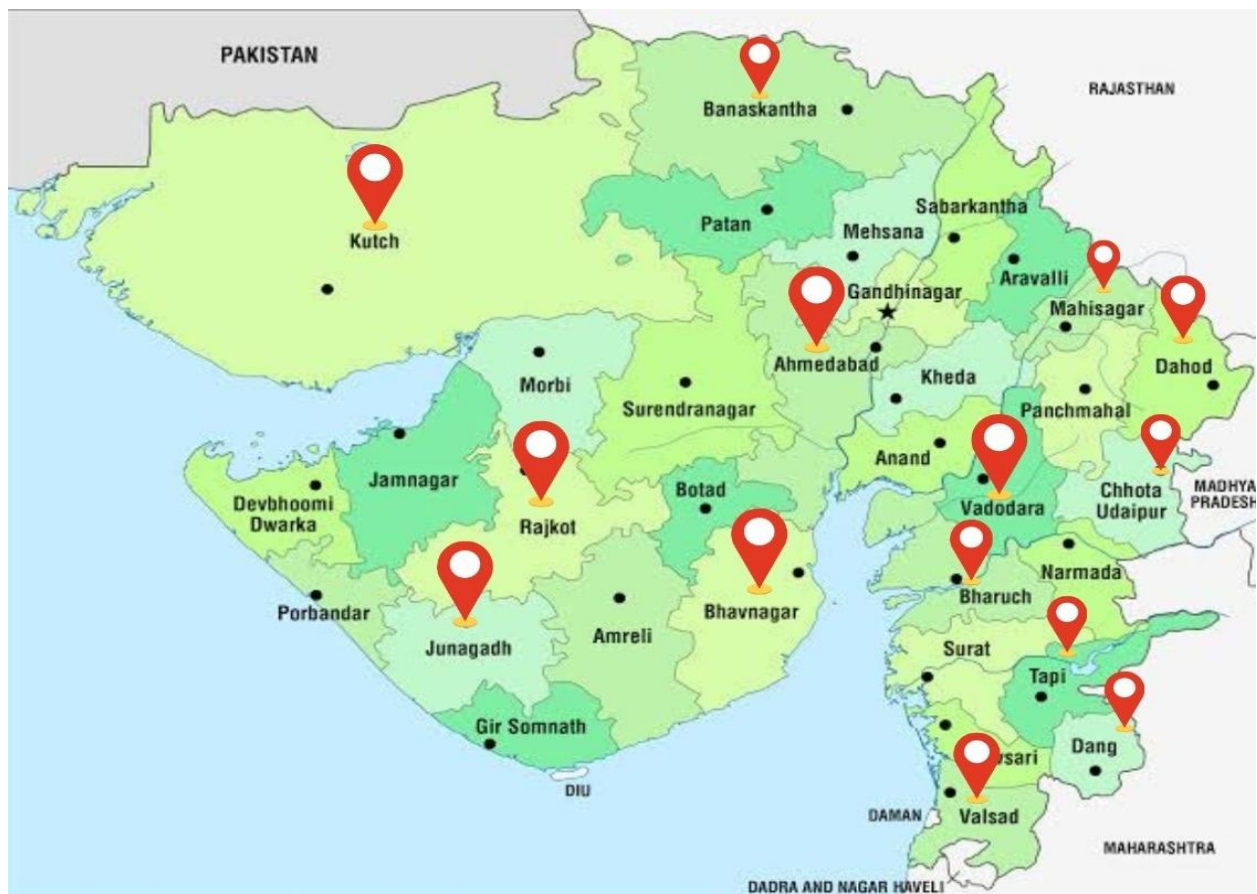 PAKISTAN
RAJASTHAN
Banaskantha
Kutch
Patan
Sabarkantha
Mehsana
Gandhinagar
Aravalli
Mahisagar
Ahmedabad
Dahod
Morbi
Kheda
Surendranagar
Panchmahal
Jamnagar
Anand
Botad
Devbhoomi
Dwarka
Rajkot
Vadodara
Chhota
Udaipur
MADHYA
PRADESH
Narmada
Bharuch
Porbandar
Bhavnagar
Amreli
Junagadh
Surat
Tapi
Gir Somnath
Dang
DIU
DAMAN
Valsad
MAHARASHTRA
DADRA AND NAGAR HAVELI